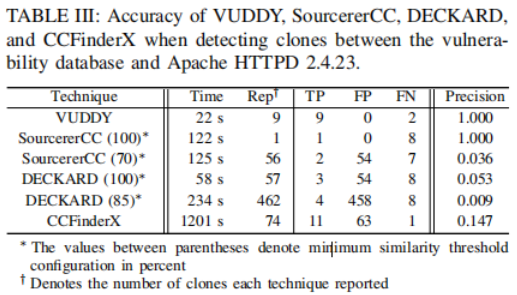 TABLE III: Accuracy of VUDDY, SourcererCC, DECKARD,
and CCFinderX when detecting clones between the vulnera-
bility database and Apache HTTPD 2.4.23.
Technique Time Rep† TP FP FN Precision
VUDDY 22 s 9 9 0 2 1.000
SourcererCC (100)* 122 s 1 1 0 8 1.000
SourcererCC (70)* 125 s 56 2 54 7 0.036
DECKARD (100)* 58 s 57 3 54 8 0.053
DECKARD (85)* 234 s 462 4 458 8 0.009
CCFinderX 1201 s 74 11 63 1 0.147
* The values between parentheses denote minimum similarity threshold
configuration in percent
† Denotes the number of clones each technique reported